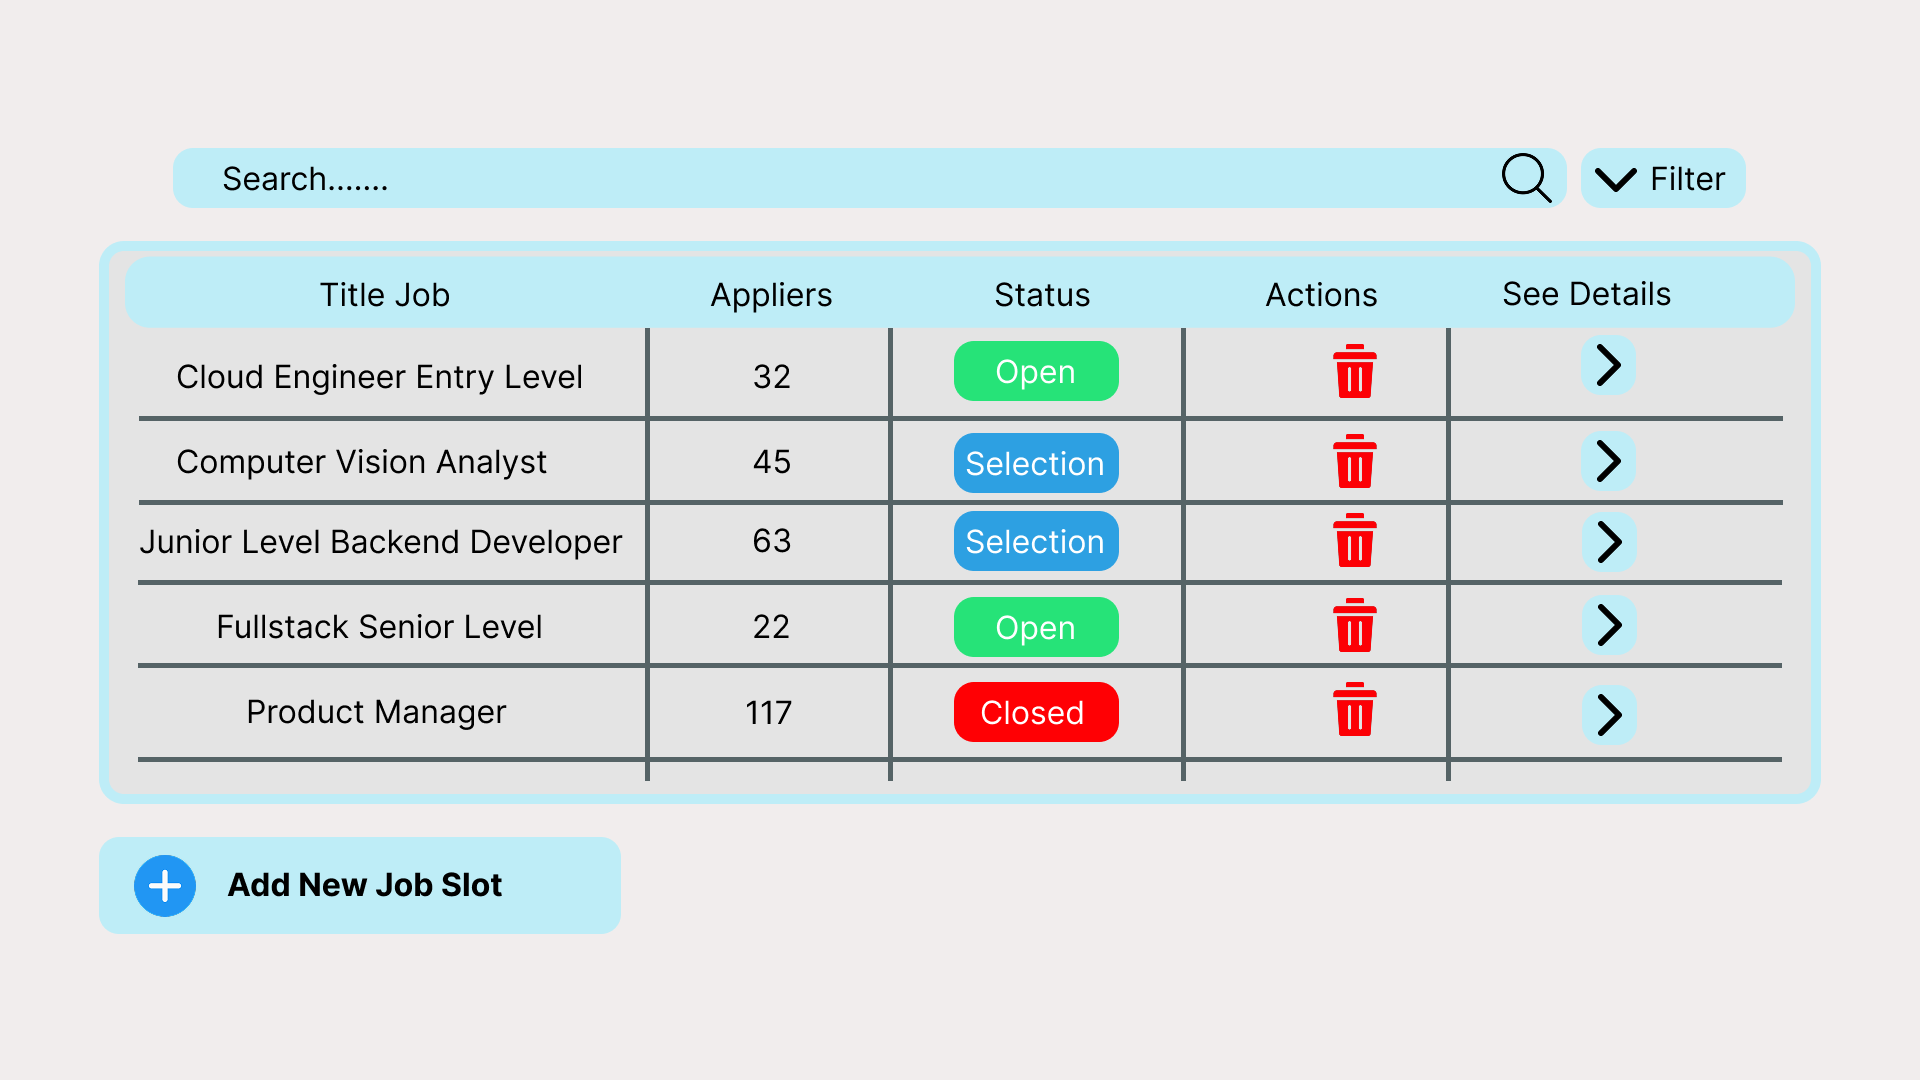 Search.......
Filter
Title Job Appliers Status Actions See Details
Cloud Engineer Entry Level 32 Open
Computer Vision Analyst 45 Selection
Junior Level Backend Developer 63 Selection
Fullstack Senior Level 22 Open
Product Manager 117 Closed
Add New Job Slot